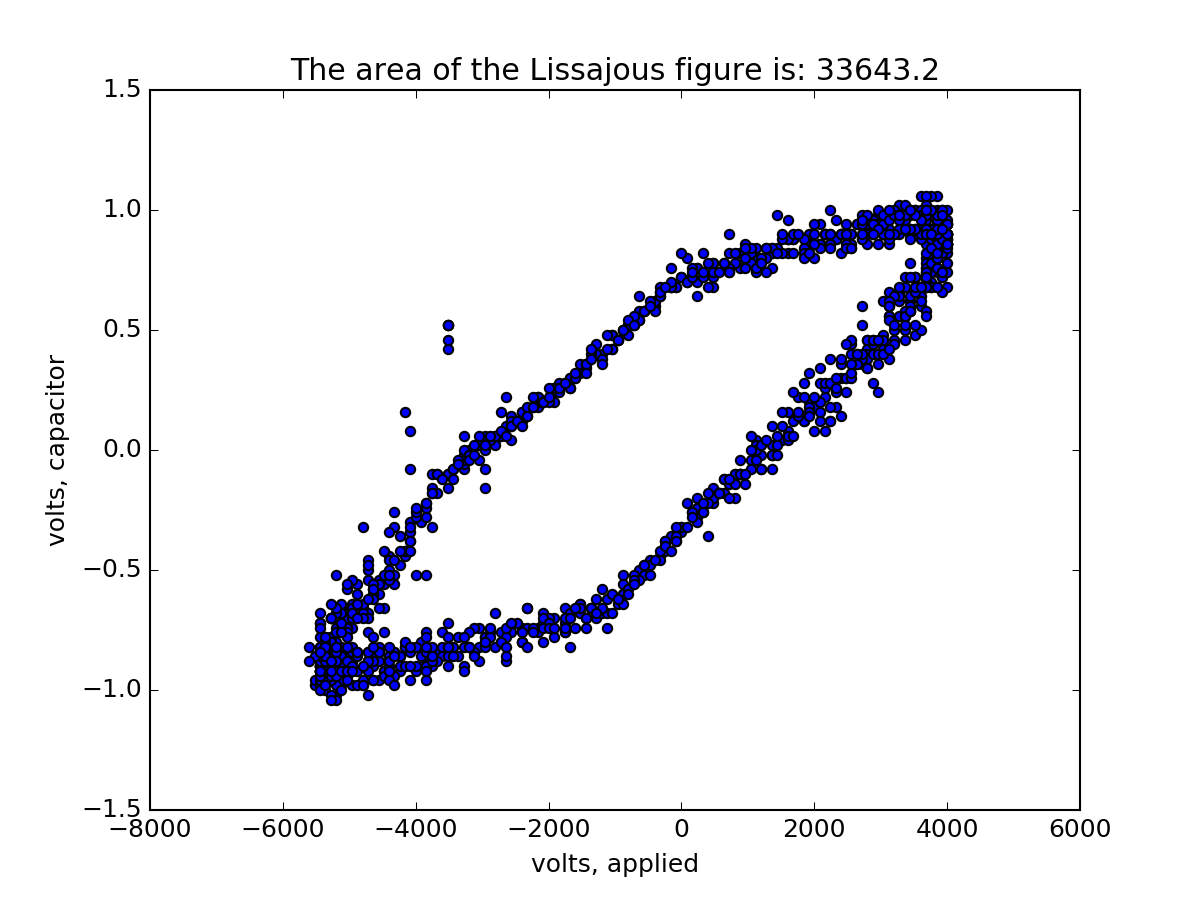 The area of the Lissajous figure is: 33643.2
1.5
1.0
0.5
0.0
−0.5
−1.0
−1.5
−8000 −6000 −4000 −2000 0 2000 4000 6000
volts, capacitor
volts, applied